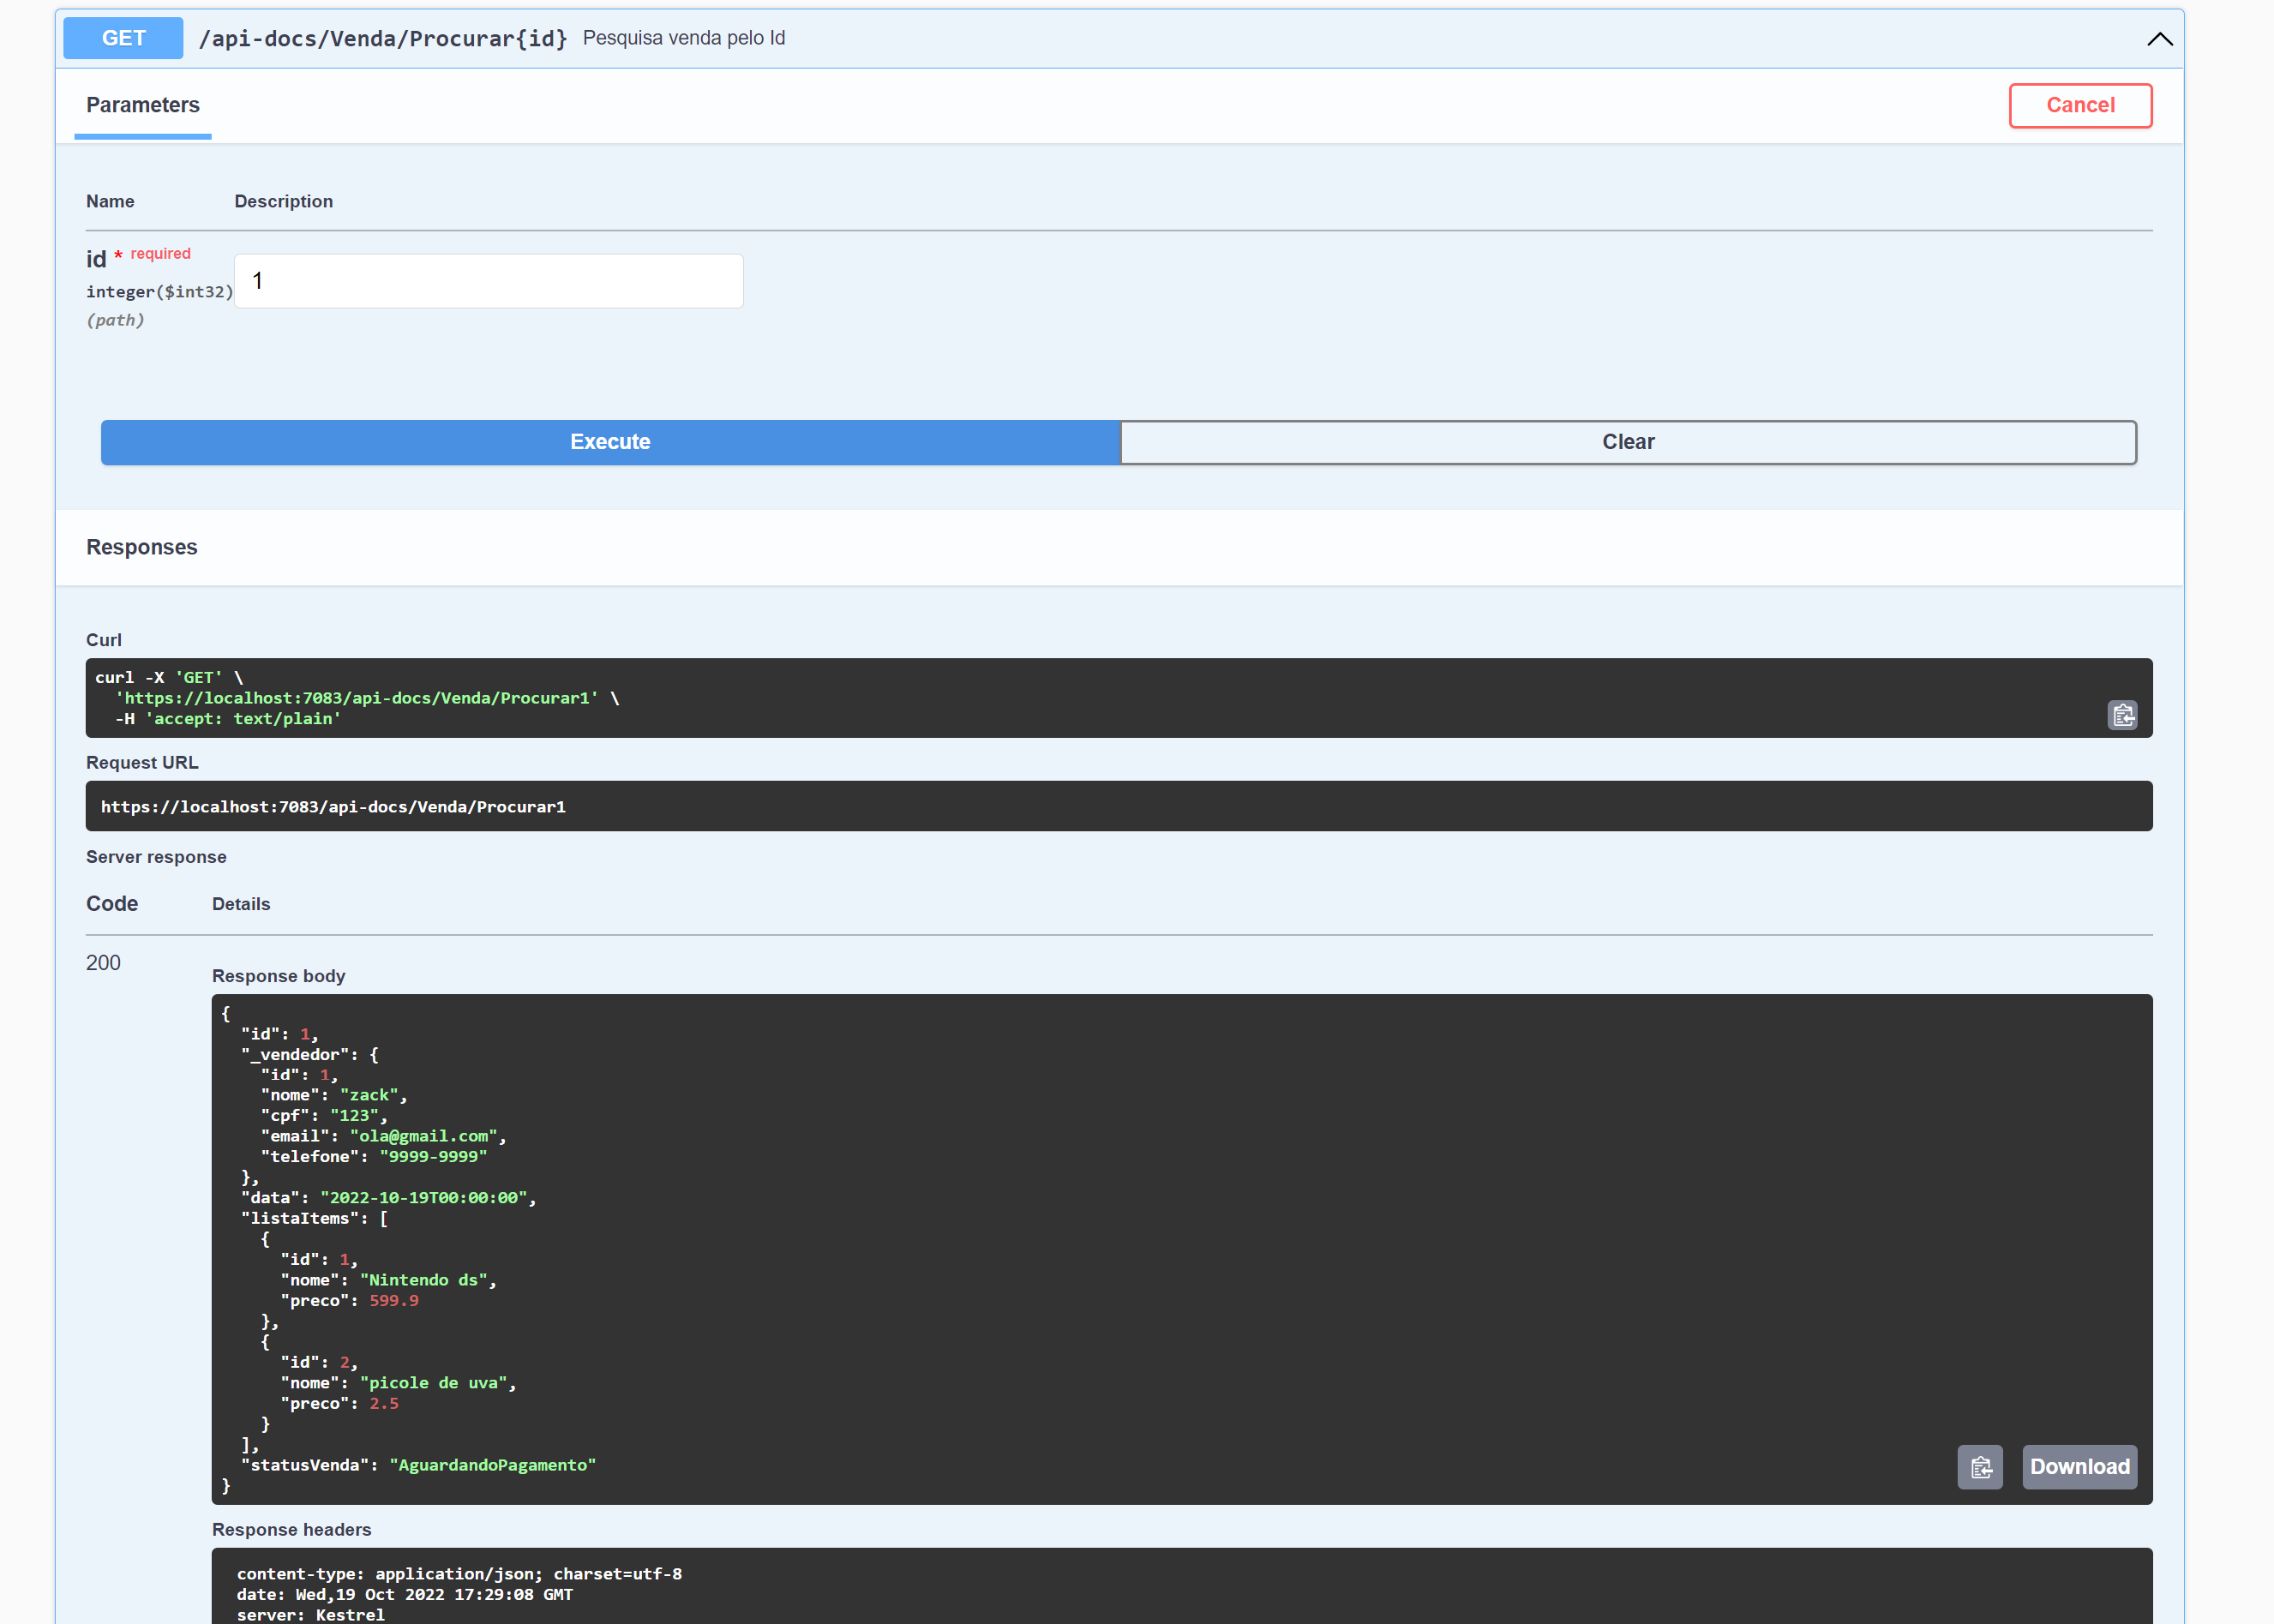 GET /api-docs/Venda/Procurar{id} Pesquisa venda pelo Id
Parameters
Cancel
Name Description
id * required
integer($int32)
(path)
1
Execute
Clear
Responses
Curl
curl -X 'GET' \
  'https://localhost:7083/api-docs/Venda/Procurar1' \
  -H 'accept: text/plain'
Request URL
https://localhost:7083/api-docs/Venda/Procurar1
Server response
Code Details
200
Response body
{
  "id": 1,
  "_vendedor": {
    "id": 1,
    "nome": "zack",
    "cpf": "123",
    "email": "ola@gmail.com",
    "telefone": "9999-9999"
  },
  "data": "2022-10-19T00:00:00",
  "listaItems": [
    {
      "id": 1,
      "nome": "Nintendo ds",
      "preco": 599.9
    },
    {
      "id": 2,
      "nome": "picole de uva",
      "preco": 2.5
    }
  ],
  "statusVenda": "AguardandoPagamento"
}
Download
Response headers
content-type: application/json; charset=utf-8
date: Wed,19 Oct 2022 17:29:08 GMT
server: Kestrel